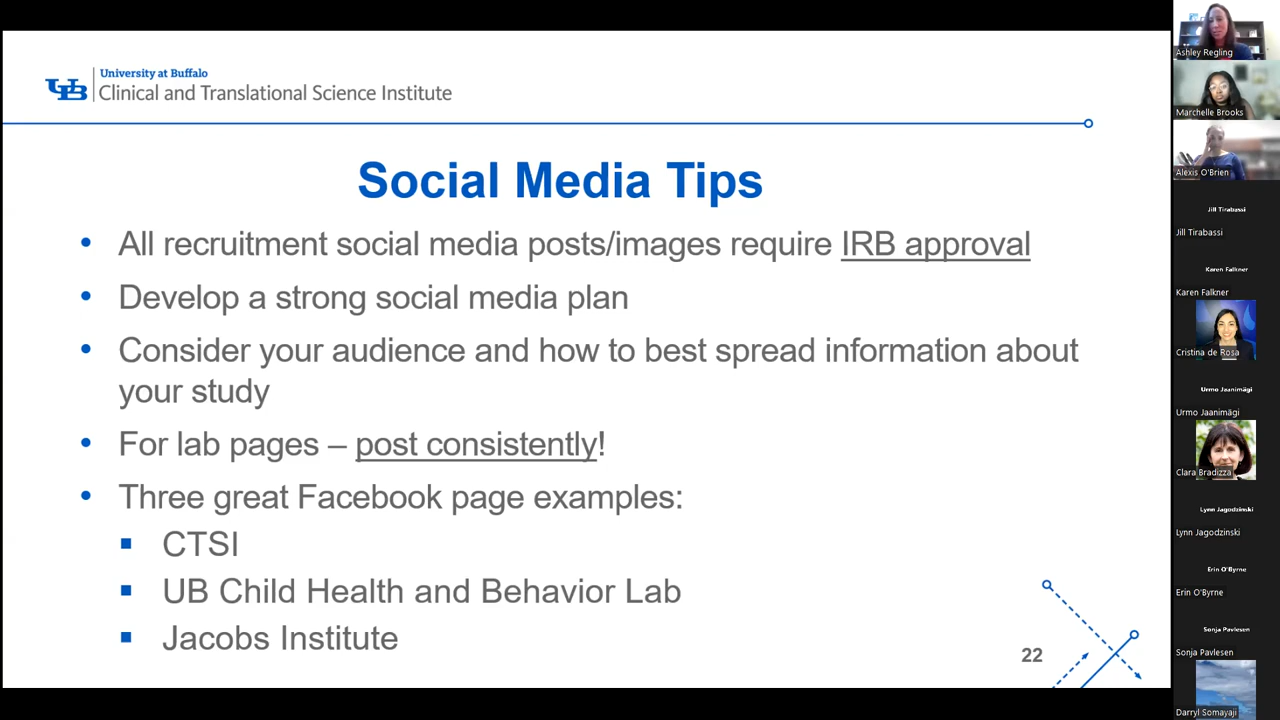 University at Buffalo
Clinical and Translational Science Institute
Social Media Tips
• All recruitment social media posts/images require IRB approval
• Develop a strong social media plan
• Consider your audience and how to best spread information about
your study
• For lab pages – post consistently!
• Three great Facebook page examples:
▪ CTSI
▪ UB Child Health and Behavior Lab
▪ Jacobs Institute
22
Ashley Regling
Marchelle Brooks
Alexis O'Brien
Jill Tirabassi
Jill Tirabassi
Karen Falkner
Karen Falkner
Cristina de Rosa
Urmo Jaanimägi
Urmo Jaanimägi
Clara Bradizza
Lynn Jagodzinski
Lynn Jagodzinski
Erin O'Byrne
Erin O'Byrne
Sonja Pavlesen
Sonja Pavlesen
Darryl Somayaji